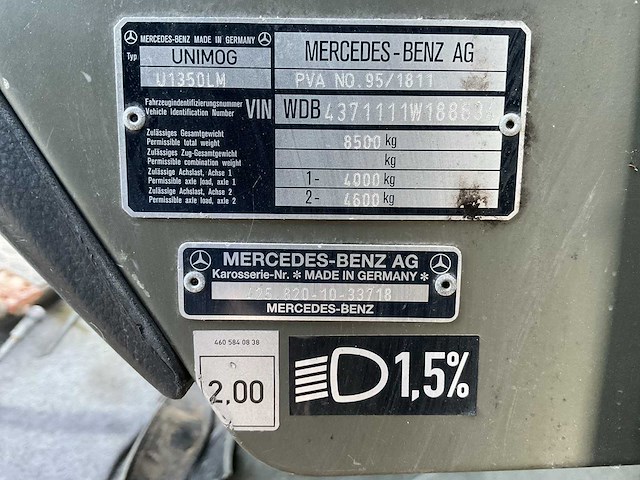 MERCEDES-BENZ MADE IN GERMANY
Typ UNIMOG
U1350LM
MERCEDES-BENZ AG
PVA NO. 95/1811
Fahrzeugidentifizierungsnummer
Vehicle Identification Number
VIN WDB
Zulässiges Gesamtgewicht
Permissible total weight
8500 kg
Zulässiges Zug-Gesamtgewicht
Permissible combination weight
kg
Zulässige Achslast, Achse 1
Permissible axle load, axle 1
1- 4000 kg
Zulässige Achslast, Achse 2
Permissible axle load, axle 2
2- 4600 kg
MERCEDES-BENZ AG
Karosserie-Nr. * MADE IN GERMANY *
MERCEDES-BENZ
460 584 08 38
2,00
1,5%